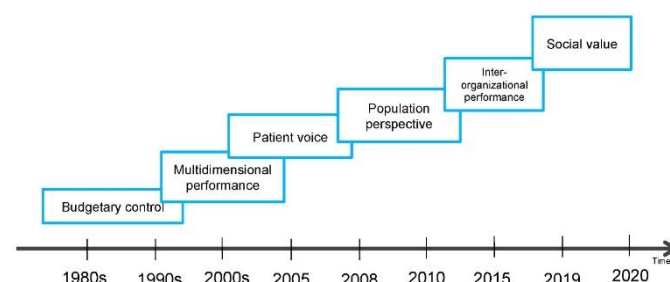 Social value
Inter-
organizational
performance
Population
perspective
Patient voice
Multidimensional
performance
Budgetary control
Time
1980s 1990s 2000s 2005 2008 2010 2015 2019 2020